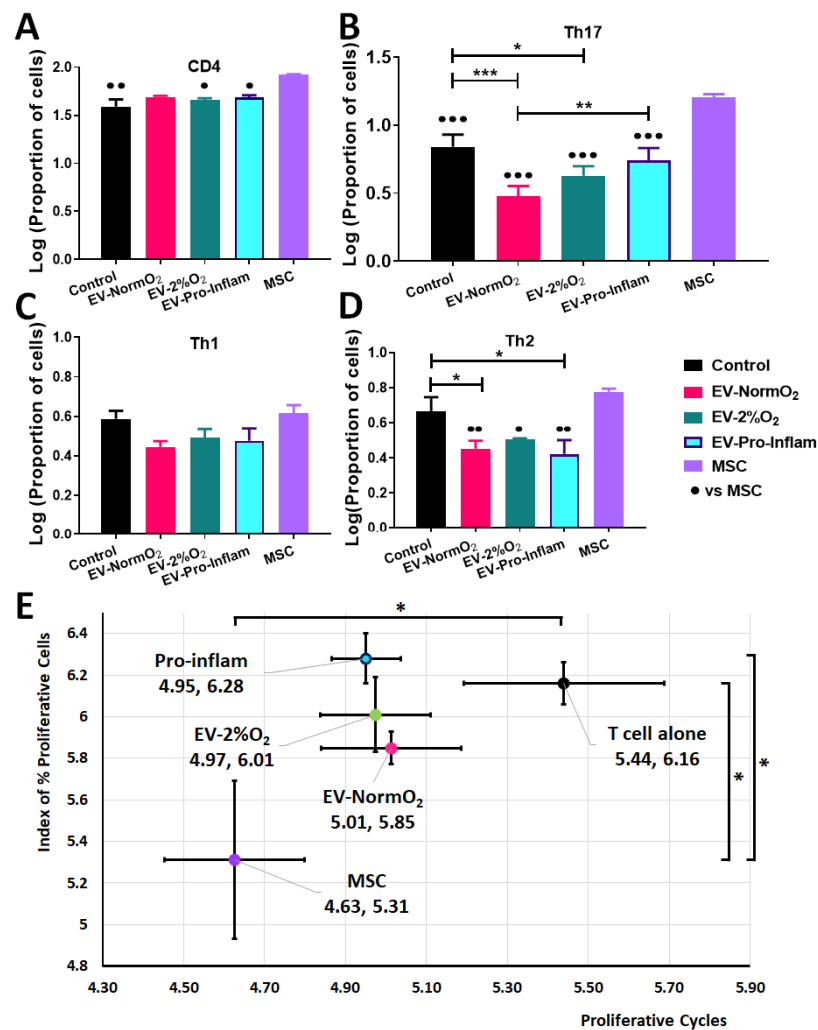 A
CD4
Log (Proportion of cells)
2.0
1.5
1.0
0.5
0.0
●●
●
●
Control
EV-NormO₂
EV-2%O₂
EV-Pro-Inflam
MSC
B
Th17
Log (Proportion of cells)
1.5
1.0
0.5
0.0
*
***
**
●●●
●●●
●●●
●●●
Control
EV-NormO₂
EV-2%O₂
EV-Pro-Inflam
MSC
C
Th1
Log (Proportion of cells)
1.0
0.8
0.6
0.4
0.2
0.0
Control
EV-NormO₂
EV-2%O₂
EV-Pro-Inflam
MSC
D
Th2
Log(Proportion of cells)
1.0
0.8
0.6
0.4
0.2
0.0
*
*
●●
●
●●
Control
EV-NormO₂
EV-2%O₂
EV-Pro-Inflam
MSC
Control
EV-NormO₂
EV-2%O₂
EV-Pro-Inflam
MSC
● vs MSC
E
Index of % Proliferative Cells
6.4
6.2
6
5.8
5.6
5.4
5.2
5
4.8
*
Pro-inflam
4.95, 6.28
EV-2%O₂
4.97, 6.01
EV-NormO₂
5.01, 5.85
MSC
4.63, 5.31
T cell alone
5.44, 6.16
*
*
4.30 4.50 4.70 4.90 5.10 5.30 5.50 5.70 5.90
Proliferative Cycles